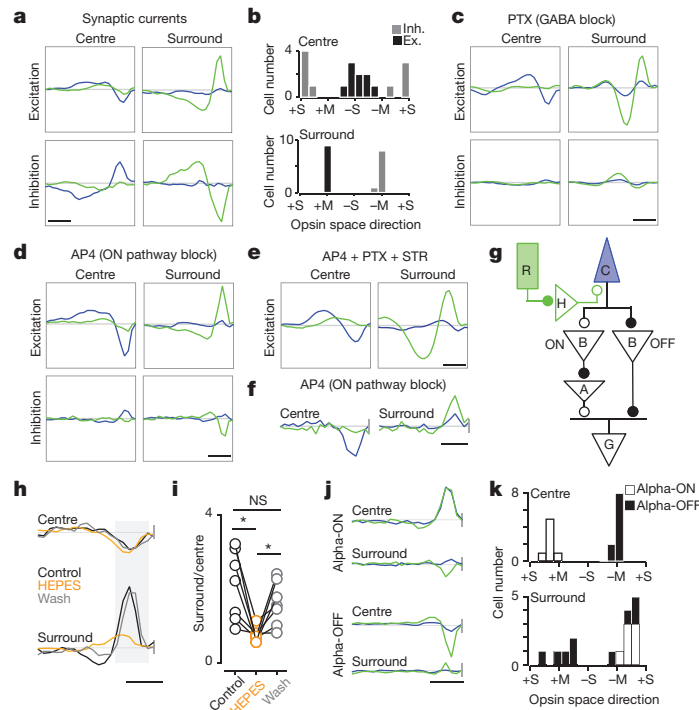 a
Synaptic currents
Centre
Surround
Excitation
Inhibition
b
Inh.
Ex.
Centre
4
0
Cell number
+S +M −S −M +S
Surround
10
0
Cell number
+S +M −S −M +S
Opsin space direction
c
PTX (GABA block)
Centre
Surround
Excitation
Inhibition
d
AP4 (ON pathway block)
Centre
Surround
Excitation
Inhibition
e
AP4 + PTX + STR
Centre
Surround
Excitation
f
AP4 (ON pathway block)
Centre
Surround
g
R
C
H
ON B B OFF
A
G
h
Centre
Control
HEPES
Wash
Surround
i
NS
* *
4
0
Surround/centre
Control
HEPES
Wash
j
Centre
Surround
Alpha-ON
Centre
Surround
Alpha-OFF
k
Alpha-ON
Alpha-OFF
8
Centre
0
+S +M −S −M +S
5
Surround
0
Cell number
+S +M −S −M +S
Opsin space direction